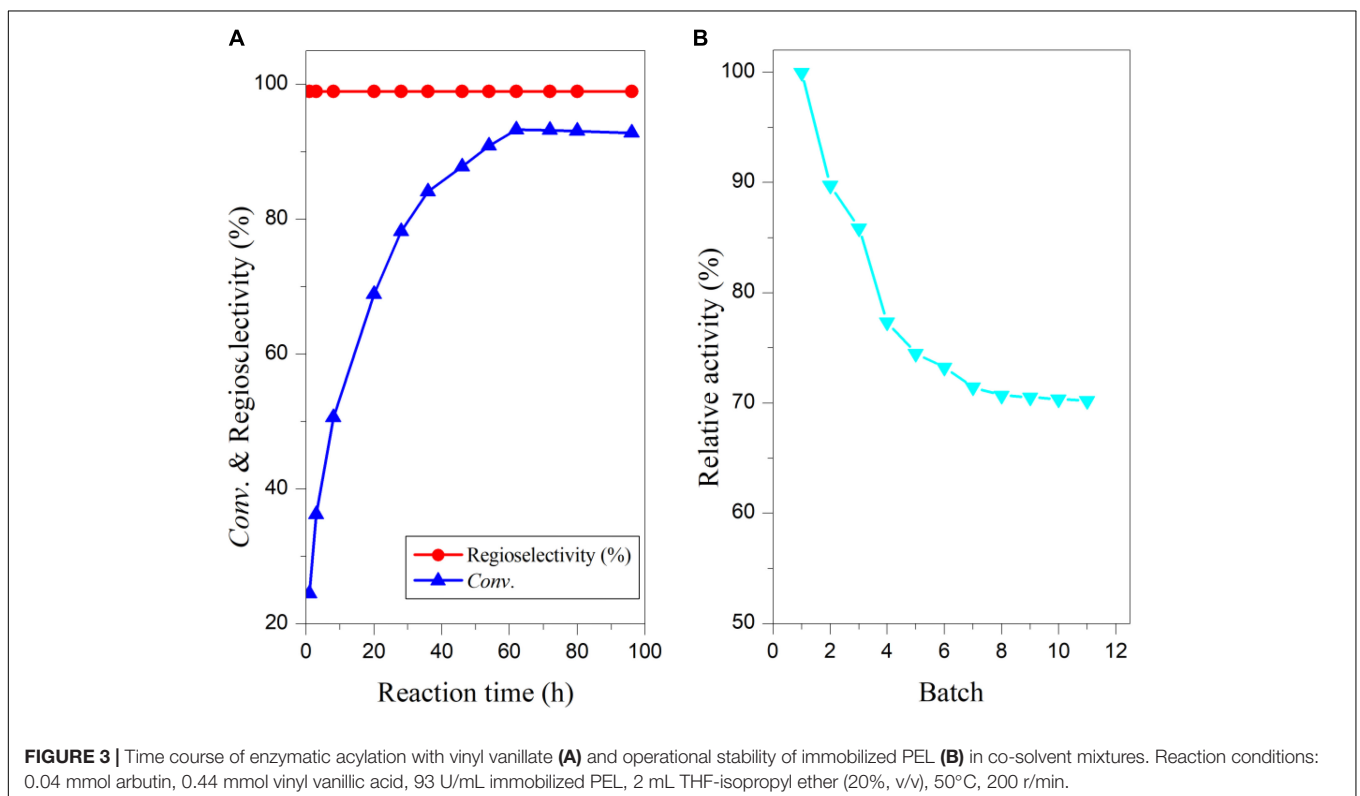 A
B
100
80
60
40
20
0
20
40
60
80
100
Conv. & Regioselectivity (%)
Reaction time (h)
Regioselectivity (%)
Conv.
100
90
80
70
60
50
0
2
4
6
8
10
12
Relative activity (%)
Batch
FIGURE 3 | Time course of enzymatic acylation with vinyl vanillate (A) and operational stability of immobilized PEL (B) in co-solvent mixtures. Reaction conditions:
0.04 mmol arbutin, 0.44 mmol vinyl vanillic acid, 93 U/mL immobilized PEL, 2 mL THF-isopropyl ether (20%, v/v), 50°C, 200 r/min.